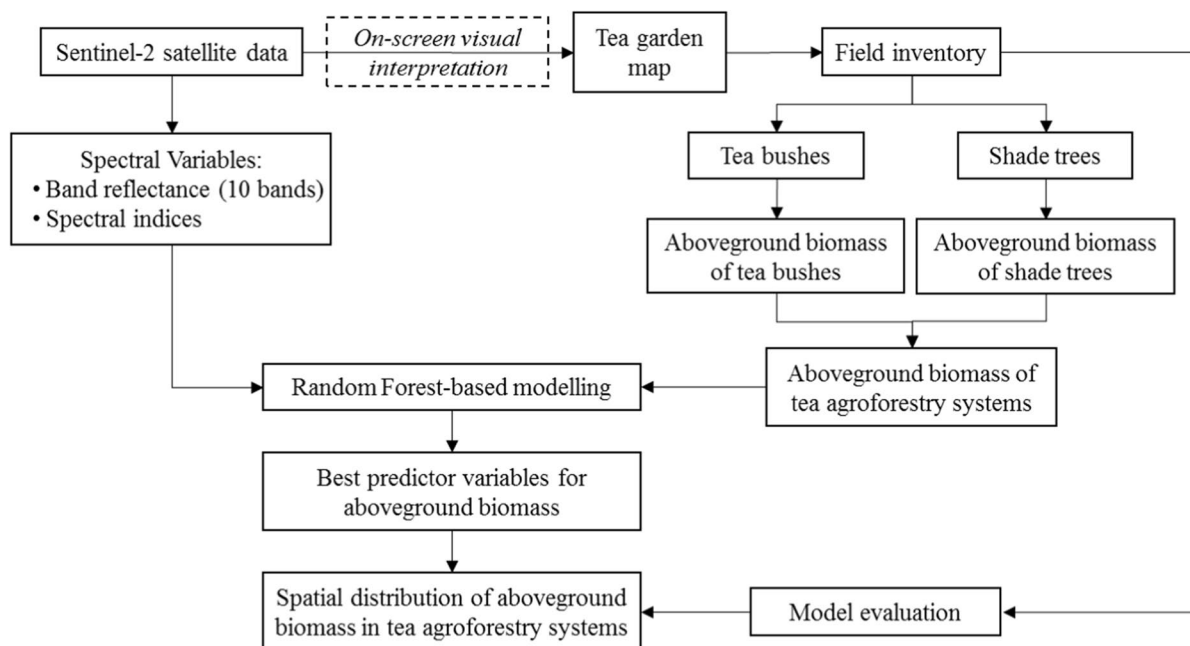 Sentinel-2 satellite data
On-screen visual
interpretation
Tea garden
map
Field inventory
Spectral Variables:
• Band reflectance (10 bands)
• Spectral indices
Tea bushes
Shade trees
Aboveground biomass
of tea bushes
Aboveground biomass
of shade trees
Random Forest-based modelling
Aboveground biomass of
tea agroforestry systems
Best predictor variables for
aboveground biomass
Spatial distribution of aboveground
biomass in tea agroforestry systems
Model evaluation